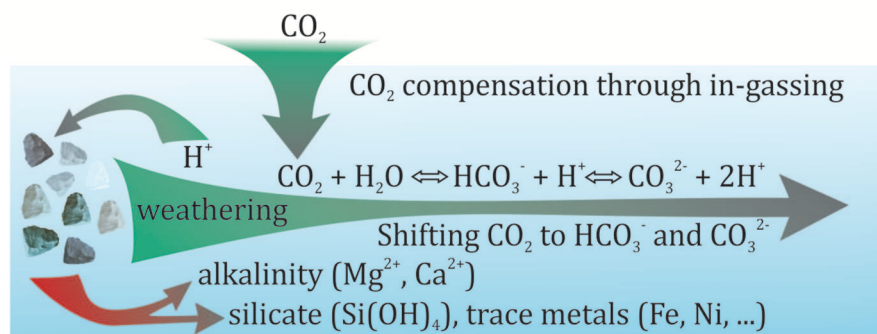 CO₂
CO₂ compensation through in-gassing
H⁺
CO₂ + H₂O ⇔ HCO₃⁻ + H⁺ ⇔ CO₃²⁻ + 2H⁺
weathering
Shifting CO₂ to HCO₃⁻ and CO₃²⁻
alkalinity (Mg²⁺, Ca²⁺)
silicate (Si(OH)₄), trace metals (Fe, Ni, ...)